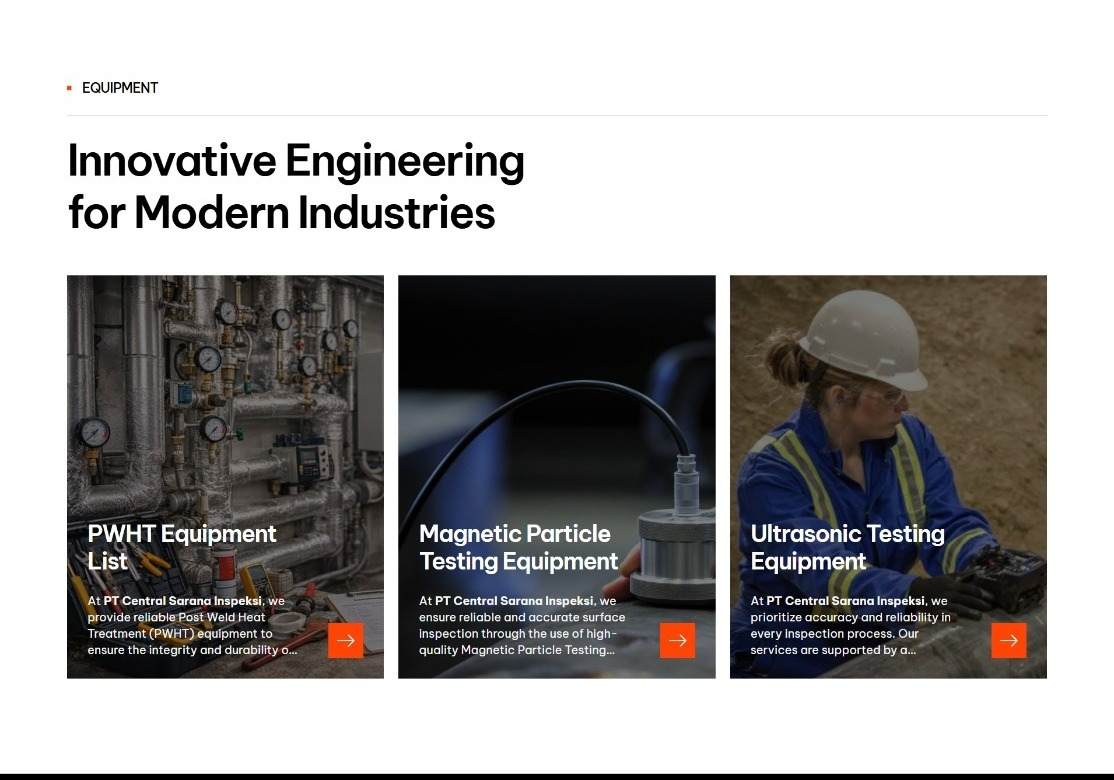 EQUIPMENT
Innovative Engineering
for Modern Industries
PWHT Equipment
List
At PT Central Sarana Inspeksi, we
provide reliable Post Weld Heat
Treatment (PWHT) equipment to
ensure the integrity and durability o...
Magnetic Particle
Testing Equipment
At PT Central Sarana Inspeksi, we
ensure reliable and accurate surface
inspection through the use of high-
quality Magnetic Particle Testing...
Ultrasonic Testing
Equipment
At PT Central Sarana Inspeksi, we
prioritize accuracy and reliability in
every inspection process. Our
services are supported by a...